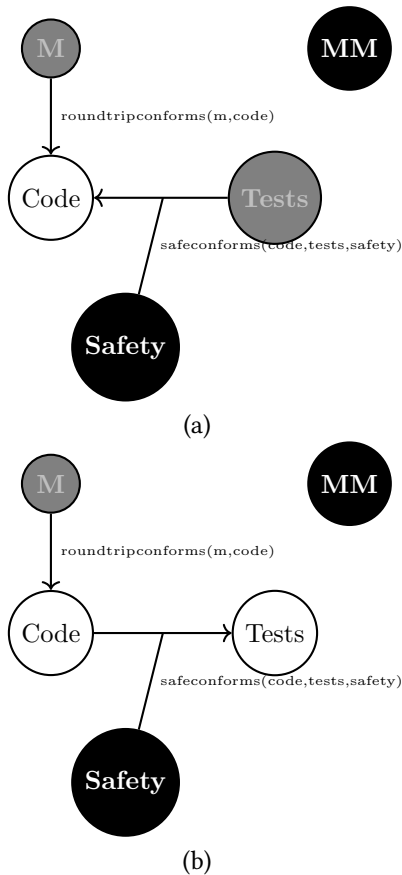 M MM
roundtripconforms(m,code)
Code Tests
safeconforms(code,tests,safety)
Safety
(a)
M MM
roundtripconforms(m,code)
Code Tests
safeconforms(code,tests,safety)
Safety
(b)